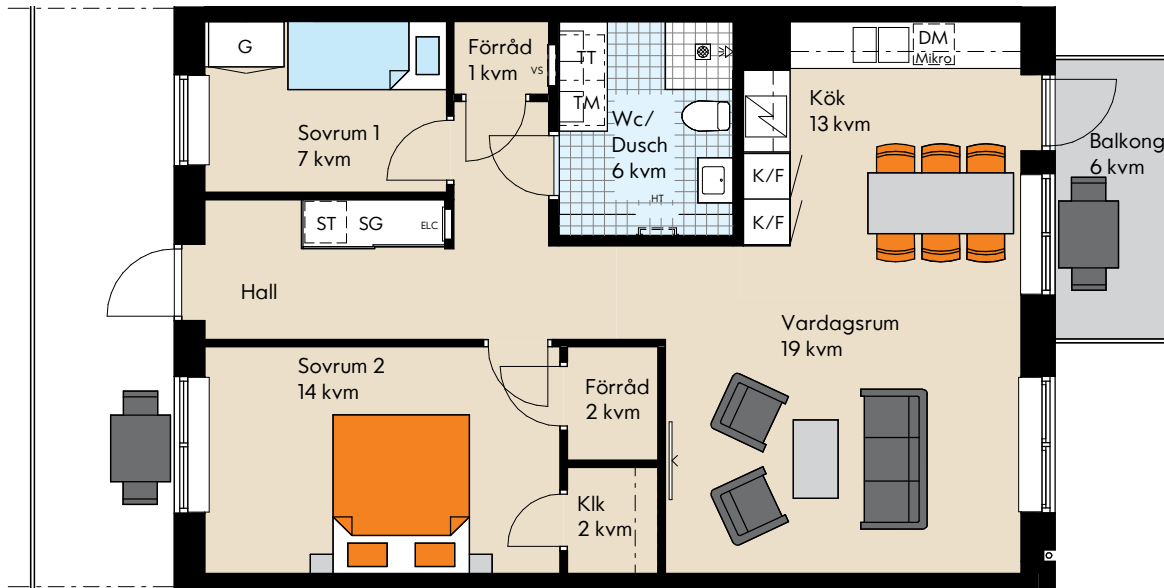 G
Förråd
1 kvm
VS
TT
TM
DM
Mikro
Sovrum 1
7 kvm
Wc/
Dusch
6 kvm
HT
Kök
13 kvm
K/F
K/F
Balkong
6 kvm
ST
SG
ELC
Hall
Vardagsrum
19 kvm
Sovrum 2
14 kvm
Förråd
2 kvm
Klk
2 kvm